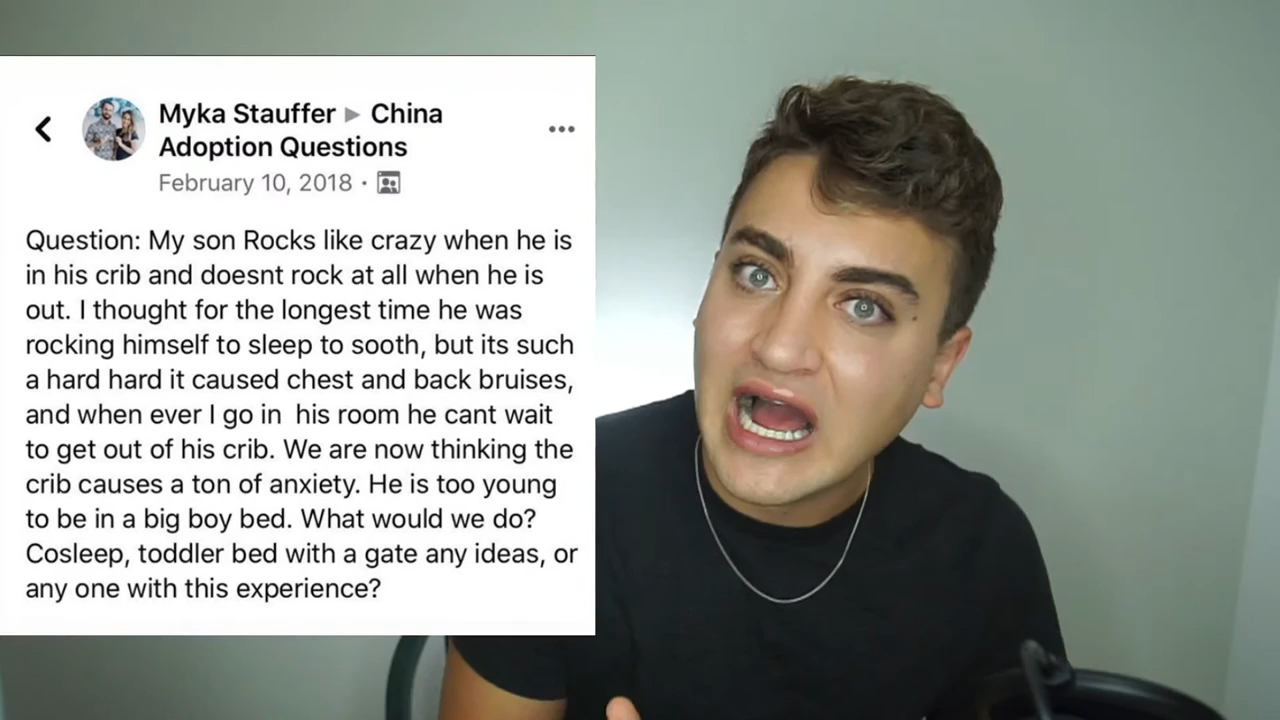 Myka Stauffer ▸ China
Adoption Questions
February 10, 2018 ·
Question: My son Rocks like crazy when he is
in his crib and doesnt rock at all when he is
out. I thought for the longest time he was
rocking himself to sleep to sooth, but its such
a hard hard it caused chest and back bruises,
and when ever I go in  his room he cant wait
to get out of his crib. We are now thinking the
crib causes a ton of anxiety. He is too young
to be in a big boy bed. What would we do?
Cosleep, toddler bed with a gate any ideas, or
any one with this experience?